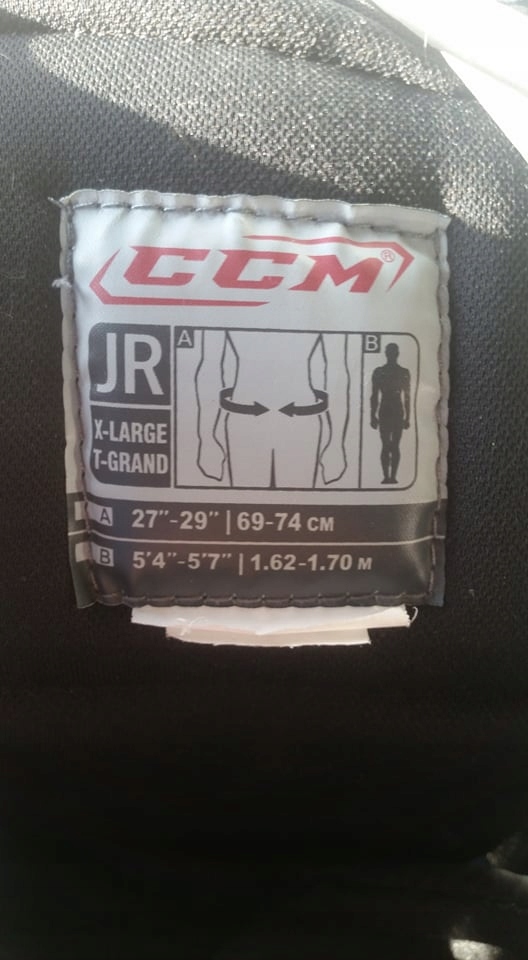 CCM®
JR
X-LARGE
T-GRAND
A
B
A 27"-29" | 69-74 CM
B 5'4"-5'7" | 1.62-1.70 M